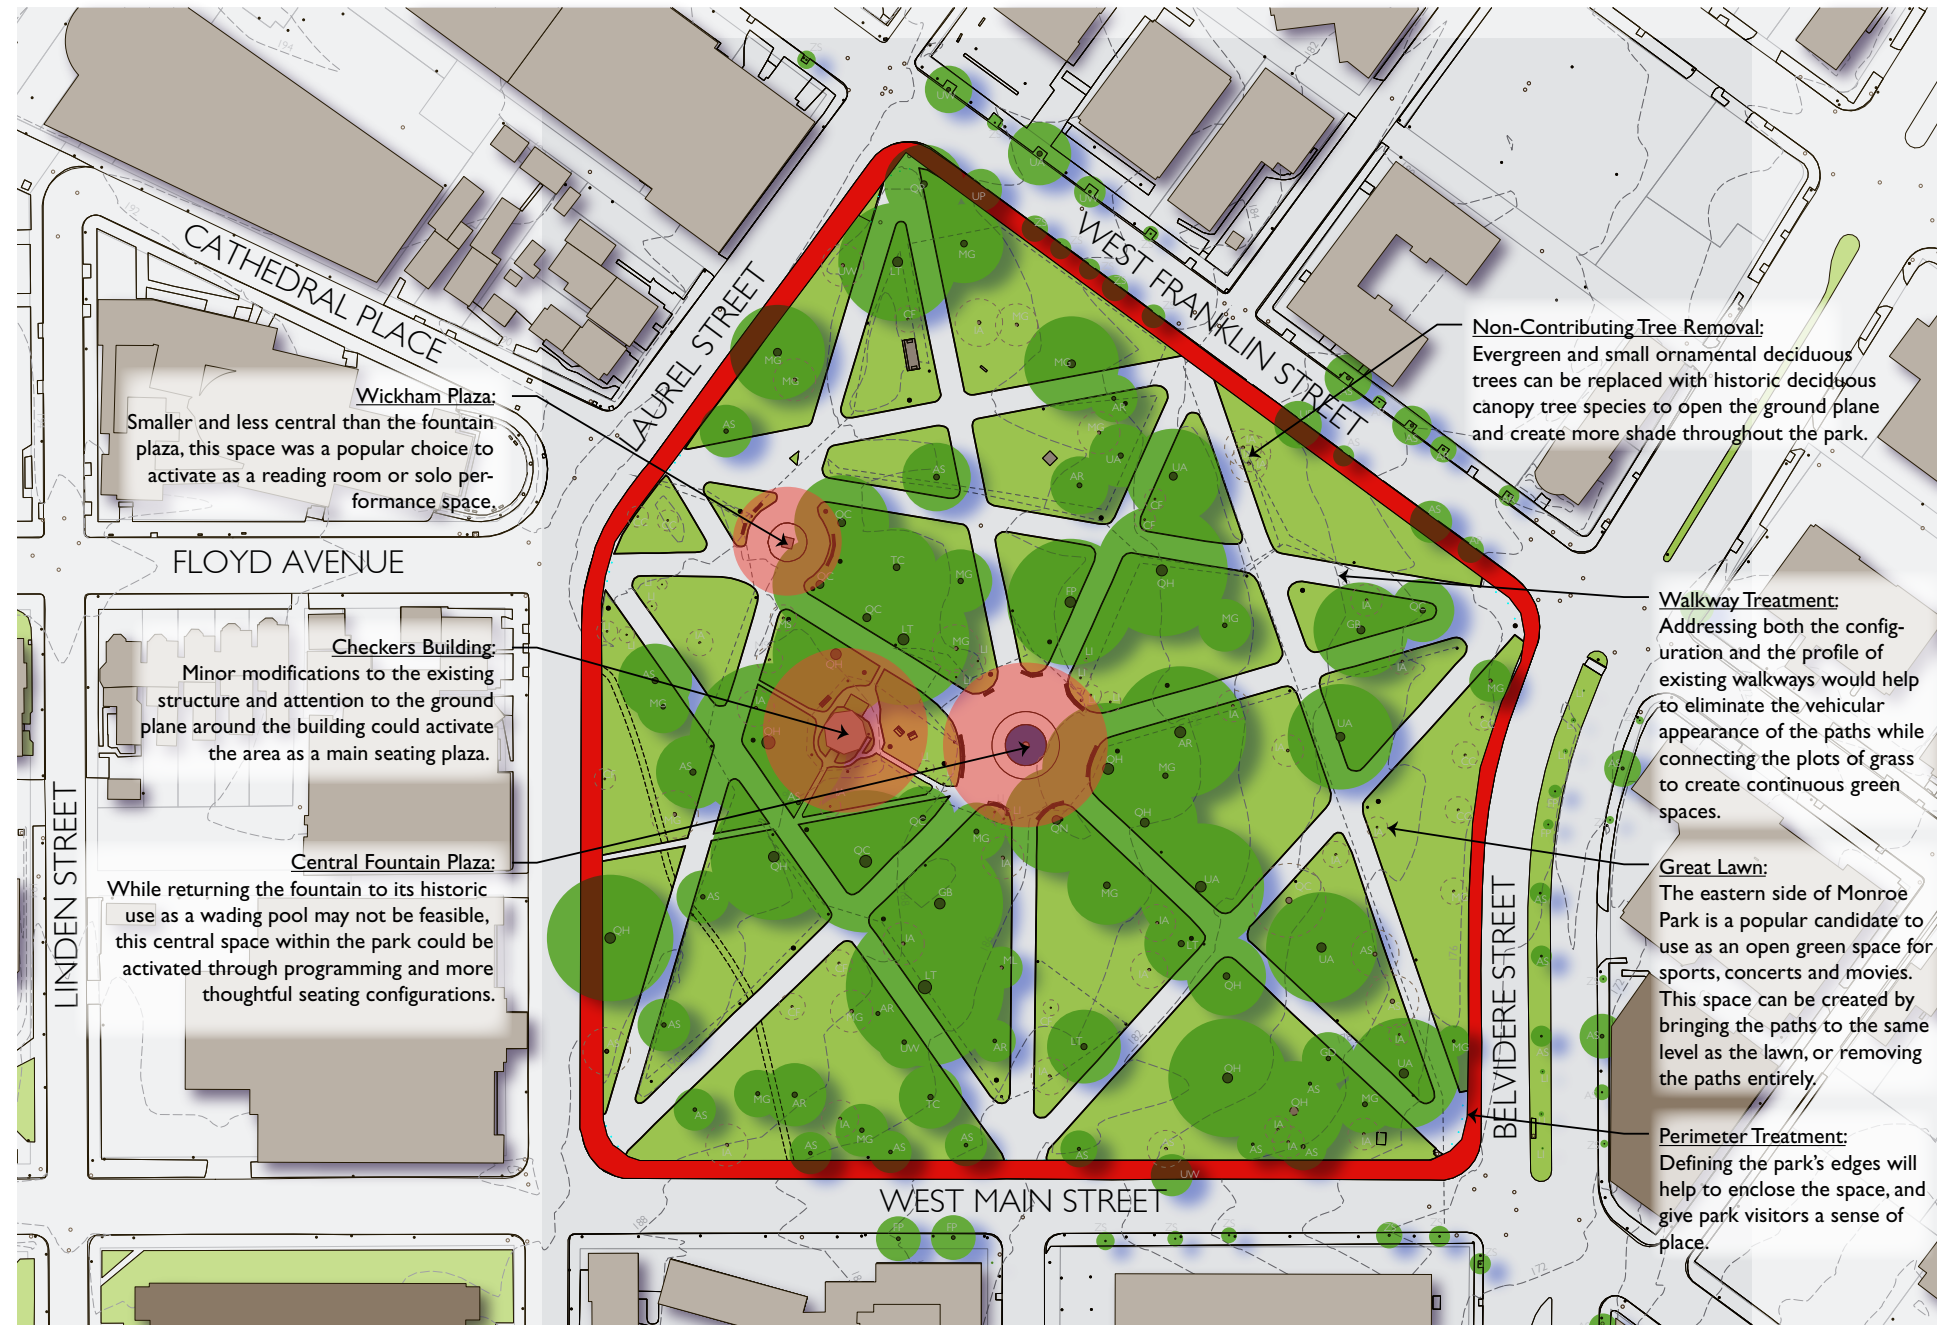 CATHEDRAL PLACE
LAUREL STREET
WEST FRANKLIN STREET
Non-Contributing Tree Removal:
Evergreen and small ornamental deciduous
trees can be replaced with historic deciduous
canopy tree species to open the ground plane
and create more shade throughout the park.
Wickham Plaza:
Smaller and less central than the fountain
plaza, this space was a popular choice to
activate as a reading room or solo per-
formance space.
FLOYD AVENUE
Checkers Building:
Minor modifications to the existing
structure and attention to the ground
plane around the building could activate
the area as a main seating plaza.
Walkway Treatment:
Addressing both the config-
uration and the profile of
existing walkways would help
to eliminate the vehicular
appearance of the paths while
connecting the plots of grass
to create continuous green
spaces.
LINDEN STREET
Central Fountain Plaza:
While returning the fountain to its historic
use as a wading pool may not be feasible,
this central space within the park could be
activated through programming and more
thoughtful seating configurations.
Great Lawn:
The eastern side of Monroe
Park is a popular candidate to
use as an open green space for
sports, concerts and movies.
This space can be created by
bringing the paths to the same
level as the lawn, or removing
the paths entirely.
BELVIDERE STREET
Perimeter Treatment:
Defining the park's edges will
help to enclose the space, and
give park visitors a sense of
place.
WEST MAIN STREET